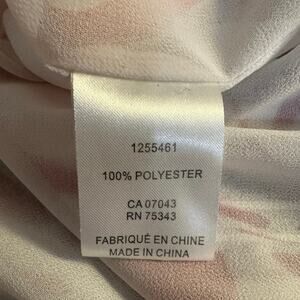 1255461
100% POLYESTER
CA 07043
RN 75343
FABRIQUÉ EN CHINE
MADE IN CHINA